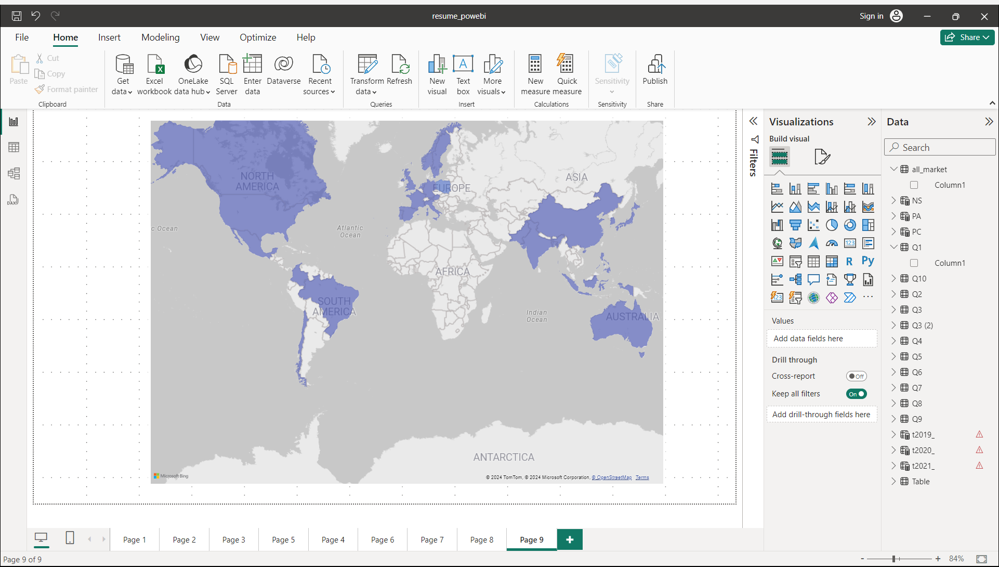 resume_powebi
Sign in
File Home Insert Modeling View Optimize Help
Share
Paste
Cut
Copy
Format painter
Clipboard
Get data
Excel workbook
OneLake data hub
SQL Server
Enter data
Dataverse
Recent sources
Data
Transform data
Refresh
Queries
New visual
Text box
More visuals
Insert
New measure
Quick measure
Calculations
Sensitivity
Sensitivity
Publish
Share
DAX
NORTH
AMERICA
EUROPE
ASIA
c Ocean
Atlantic
Ocean
AFRICA
SOUTH
AMERICA
Indian
Ocean
AUSTRALIA
ANTARCTICA
Microsoft Bing
© 2024 TomTom, © 2024 Microsoft Corporation, © OpenStreetMap Terms
Filters
Visualizations
Build visual
123
R
Py
123
Values
Add data fields here
Drill through
Cross-report
Off
Keep all filters
On
Add drill-through fields here
Data
Search
all_market
Column1
NS
PA
PC
Q1
Column1
Q10
Q2
Q3
Q3 (2)
Q4
Q5
Q6
Q7
Q8
Q9
t2019_
t2020_
t2021_
Table
Page 1 Page 2 Page 3 Page 5 Page 4 Page 6 Page 7 Page 8 Page 9 +
Page 9 of 9
- + 84%